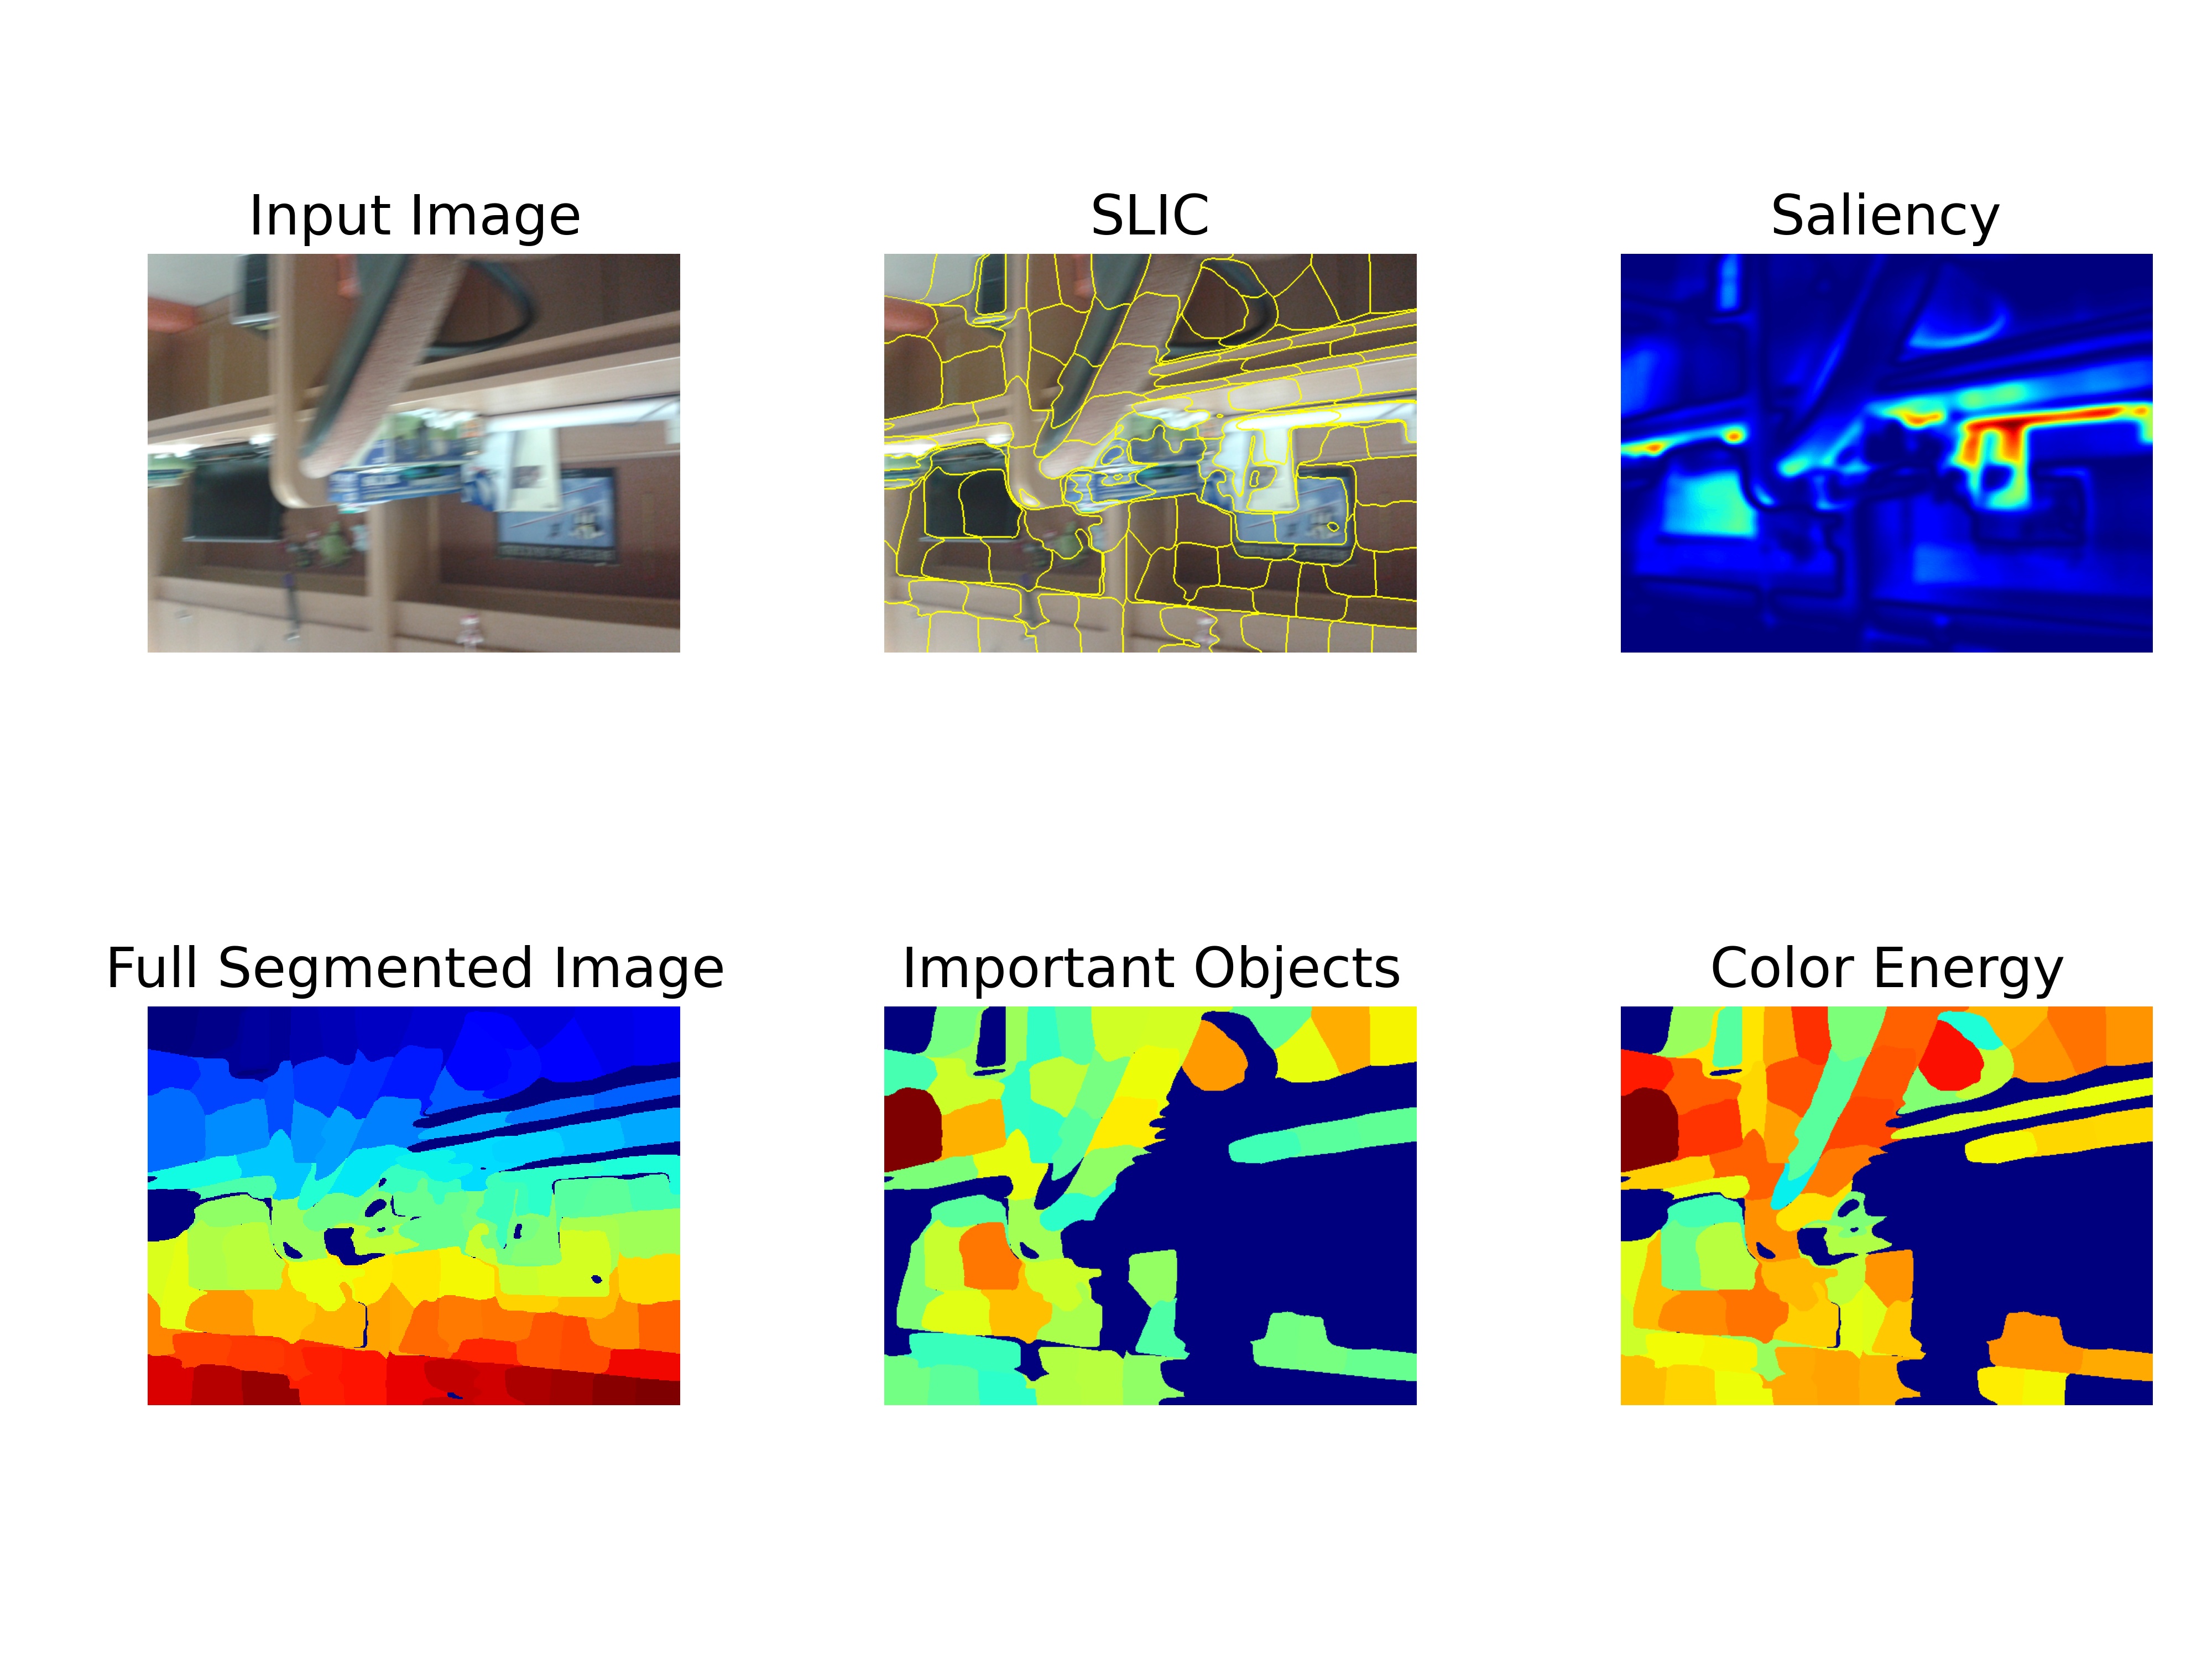 Input Image
SLIC
Saliency
Full Segmented Image
Important Objects
Color Energy